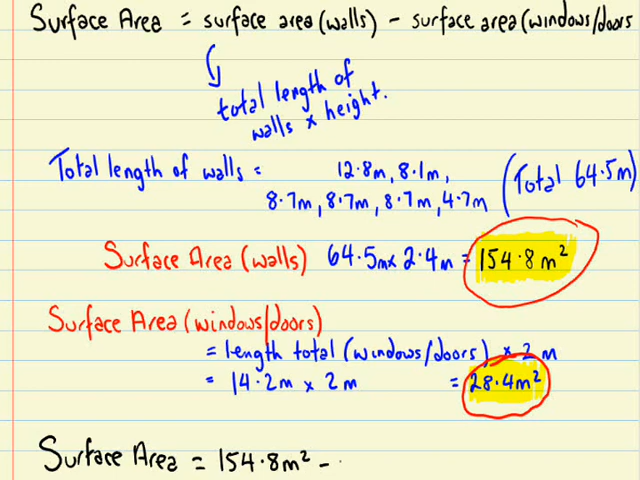 Surface Area = surface area (walls) - surface area (windows/doors
total length of
walls × height.
Total length of walls = 12.8m, 8.1m,
8.7m, 8.7m, 8.7m, 4.7m (Total 64.5m)
Surface Area (walls) 64.5m × 2.4m = 154.8m²
Surface Area (windows/doors)
= length total (windows/doors) × 2m
= 14.2m × 2m = 28.4m²
Surface Area = 154.8m² -